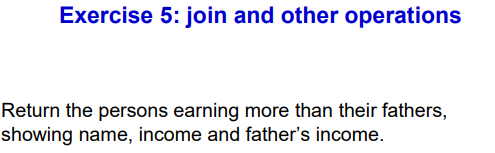 Exercise 5: join and other operations
Return the persons earning more than their fathers,
showing name, income and father’s income.